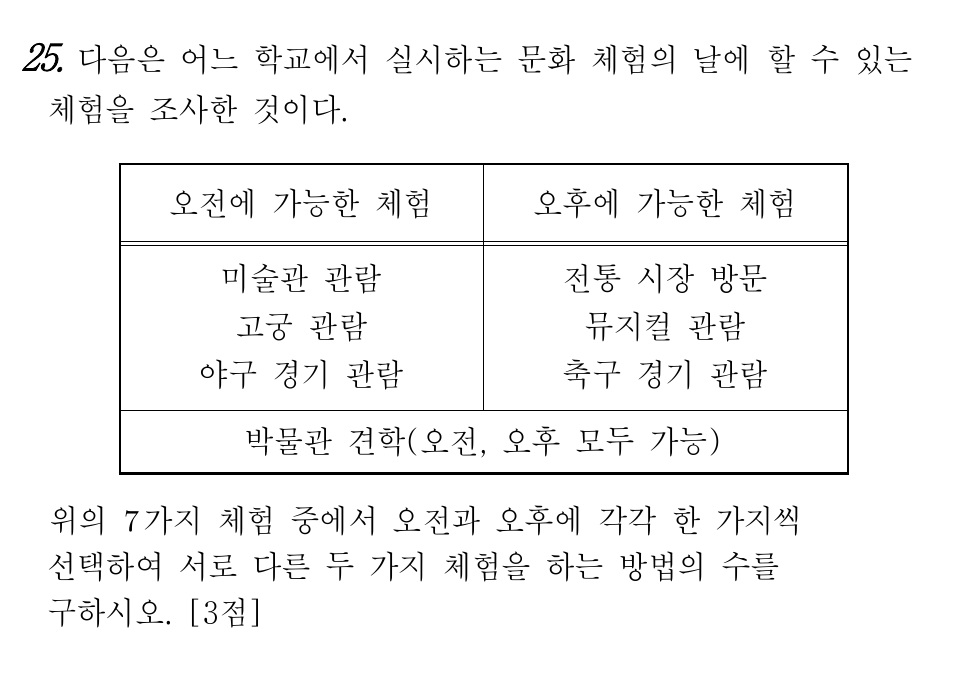 25. 다음은 어느 학교에서 실시하는 문화 체험의 날에 할 수 있는
체험을 조사한 것이다.
오전에 가능한 체험 오후에 가능한 체험
미술관 관람 전통 시장 방문
고궁 관람 뮤지컬 관람
야구 경기 관람 축구 경기 관람
박물관 견학(오전, 오후 모두 가능)
위의 7가지 체험 중에서 오전과 오후에 각각 한 가지씩
선택하여 서로 다른 두 가지 체험을 하는 방법의 수를
구하시오. [3점]